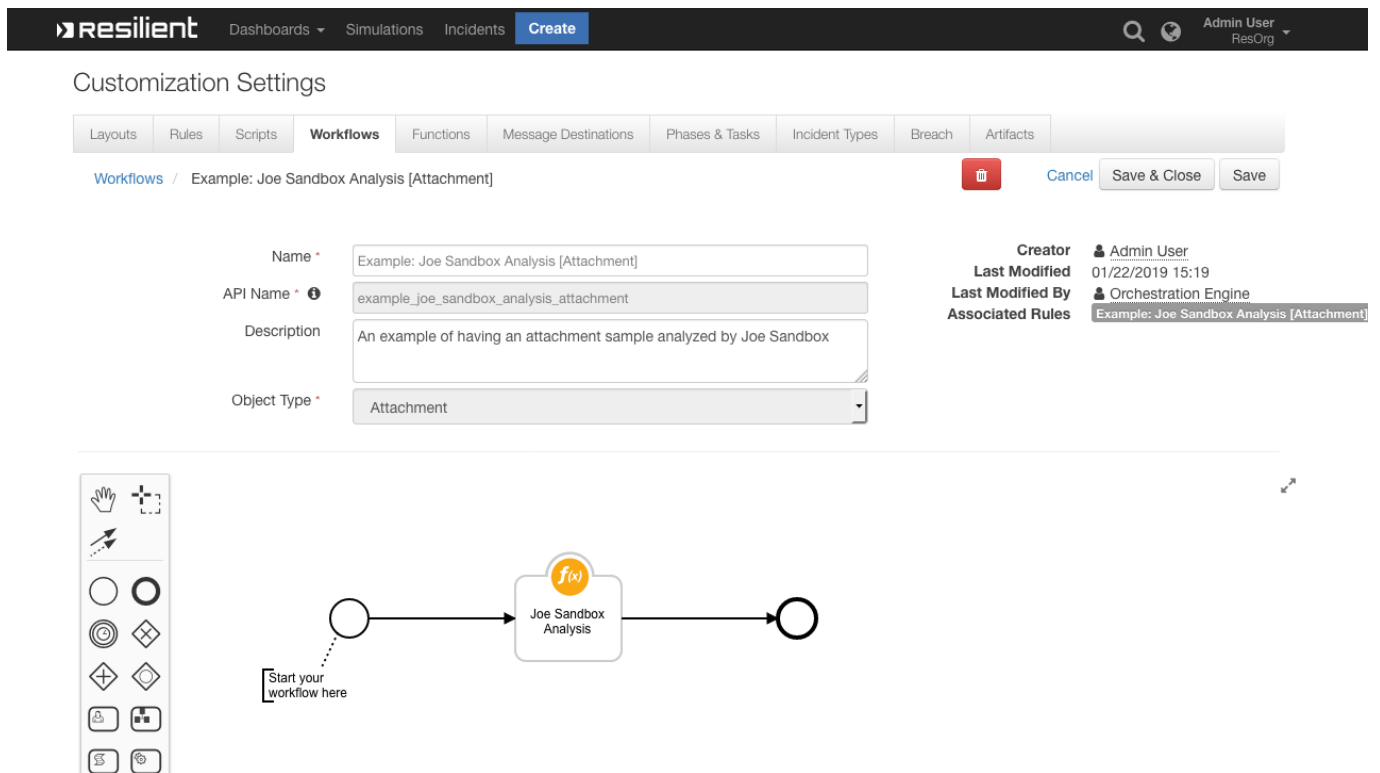 Resilient Dashboards Simulations Incidents Create Admin User
ResOrg
Customization Settings
Layouts Rules Scripts Workflows Functions Message Destinations Phases & Tasks Incident Types Breach Artifacts
Workflows / Example: Joe Sandbox Analysis [Attachment] Cancel Save & Close Save
Name * Example: Joe Sandbox Analysis [Attachment]
API Name * example_joe_sandbox_analysis_attachment
Description An example of having an attachment sample analyzed by Joe Sandbox
Object Type * Attachment
Creator Admin User
Last Modified 01/22/2019 15:19
Last Modified By Orchestration Engine
Associated Rules Example: Joe Sandbox Analysis [Attachment]
f(x)
Joe Sandbox
Analysis
Start your
workflow here